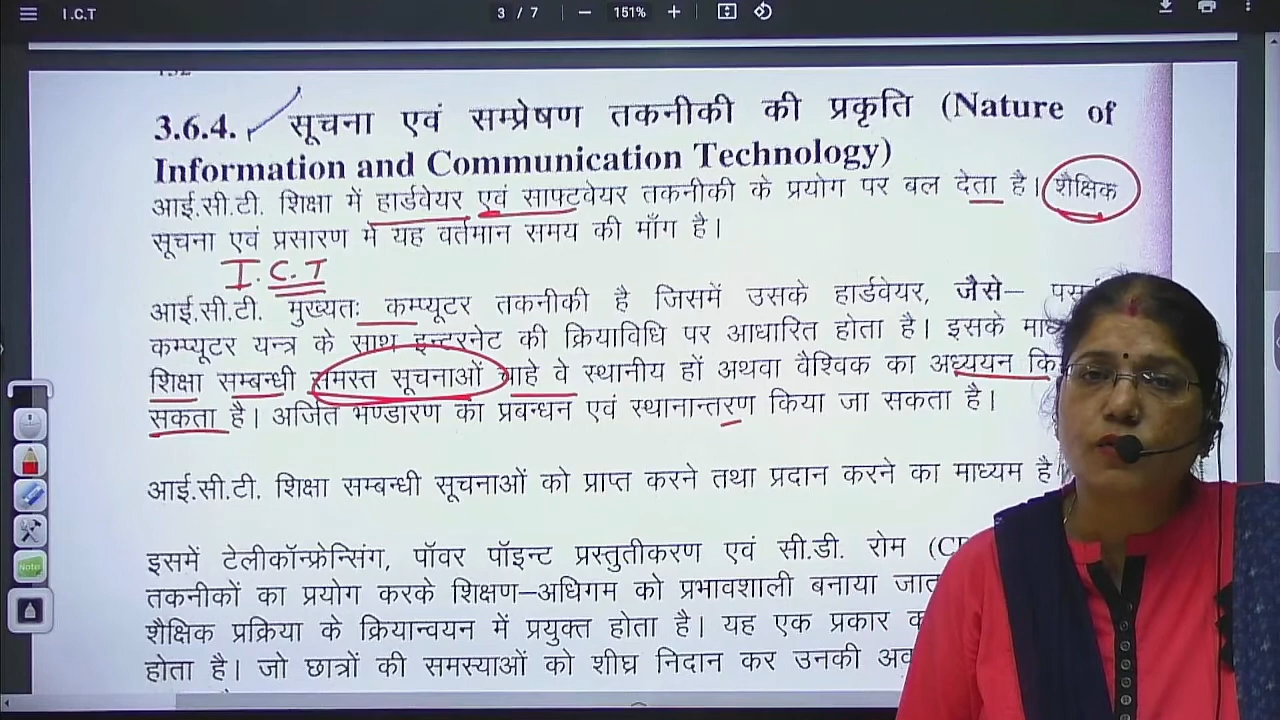 I.C.T
3 / 7
151%
3.6.4. सूचना एवं सम्प्रेषण तकनीकी की प्रकृति (Nature of
Information and Communication Technology)
आई.सी.टी. शिक्षा में हार्डवेयर एवं साफ्टवेयर तकनीकी के प्रयोग पर बल देता है। शैक्षिक
सूचना एवं प्रसारण में यह वर्तमान समय की माँग है।
I.C.T
आई.सी.टी. मुख्यतः कम्प्यूटर तकनीकी है जिसमें उसके हार्डवेयर, जैसे–
कम्प्यूटर यन्त्र के साथ इन्टरनेट की क्रियाविधि पर आधारित होता है। इसके
शिक्षा सम्बन्धी समस्त सूचनाओं चाहे वे स्थानीय हों अथवा वैश्विक का अध्ययन
सकता है। अर्जित भण्डारण का प्रबन्धन एवं स्थानान्तरण किया जा सकता है।
आई.सी.टी. शिक्षा सम्बन्धी सूचनाओं को प्राप्त करने तथा प्रदान करने का माध्यम है
इसमें टेलीकॉन्फ्रेन्सिंग, पॉवर पॉइन्ट प्रस्तुतीकरण एवं सी.डी. रोम
तकनीकों का प्रयोग करके शिक्षण–अधिगम को प्रभावशाली बनाया
शैक्षिक प्रक्रिया के क्रियान्वयन में प्रयुक्त होता है। यह एक प्रकार
होता है। जो छात्रों की समस्याओं को शीघ्र निदान कर उनकी
Note